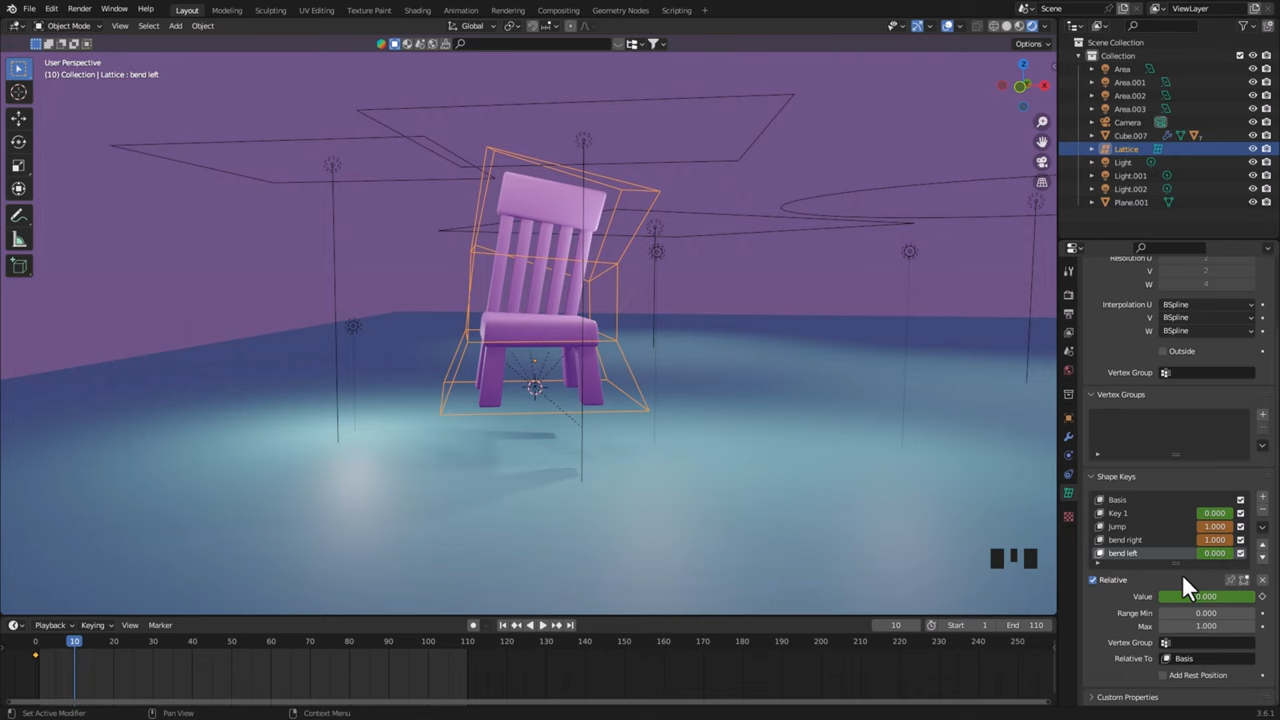 File Edit Render Window Help Layout Modeling Sculpting UV Editing Texture Paint Shading Animation Rendering Compositing Geometry Nodes Scripting Scene ViewLayer
Object Mode View Select Add Object Global
Options
User Perspective
(10) Collection | Lattice : bend left
Z
X
Scene Collection
Collection
Area
Area.001
Area.002
Area.003
Camera
Cube.007
7
Lattice
Light
Light.001
Light.002
Plane.001
Resolution U 2
V 2
W 4
Interpolation U BSpline
V BSpline
W BSpline
Outside
Vertex Group
Vertex Groups
Shape Keys
Basis
Key 1 0.000
Jump 1.000
bend right 1.000
bend left 0.000
Relative
Value 0.000
Range Min 0.000
Max 1.000
Vertex Group
Relative To Basis
Add Rest Position
Custom Properties
Playback Keying View Marker 10 Start 1 End 110
0 10 20 30 40 50 60 70 80 90 100 110 120 130 140 150 160 170 180 190 200 210 220 230 240 250
Set Active Modifier Pan View Context Menu 3.6.1